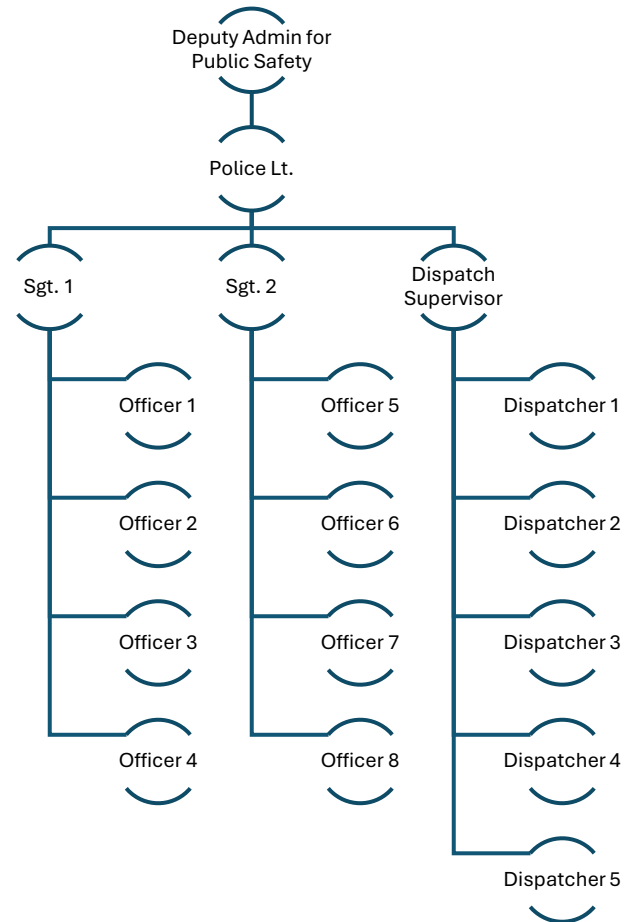 Deputy Admin for
Public Safety
Police Lt.
Sgt. 1
Sgt. 2
Dispatch
Supervisor
Officer 1
Officer 5
Dispatcher 1
Officer 2
Officer 6
Dispatcher 2
Officer 3
Officer 7
Dispatcher 3
Officer 4
Officer 8
Dispatcher 4
Dispatcher 5